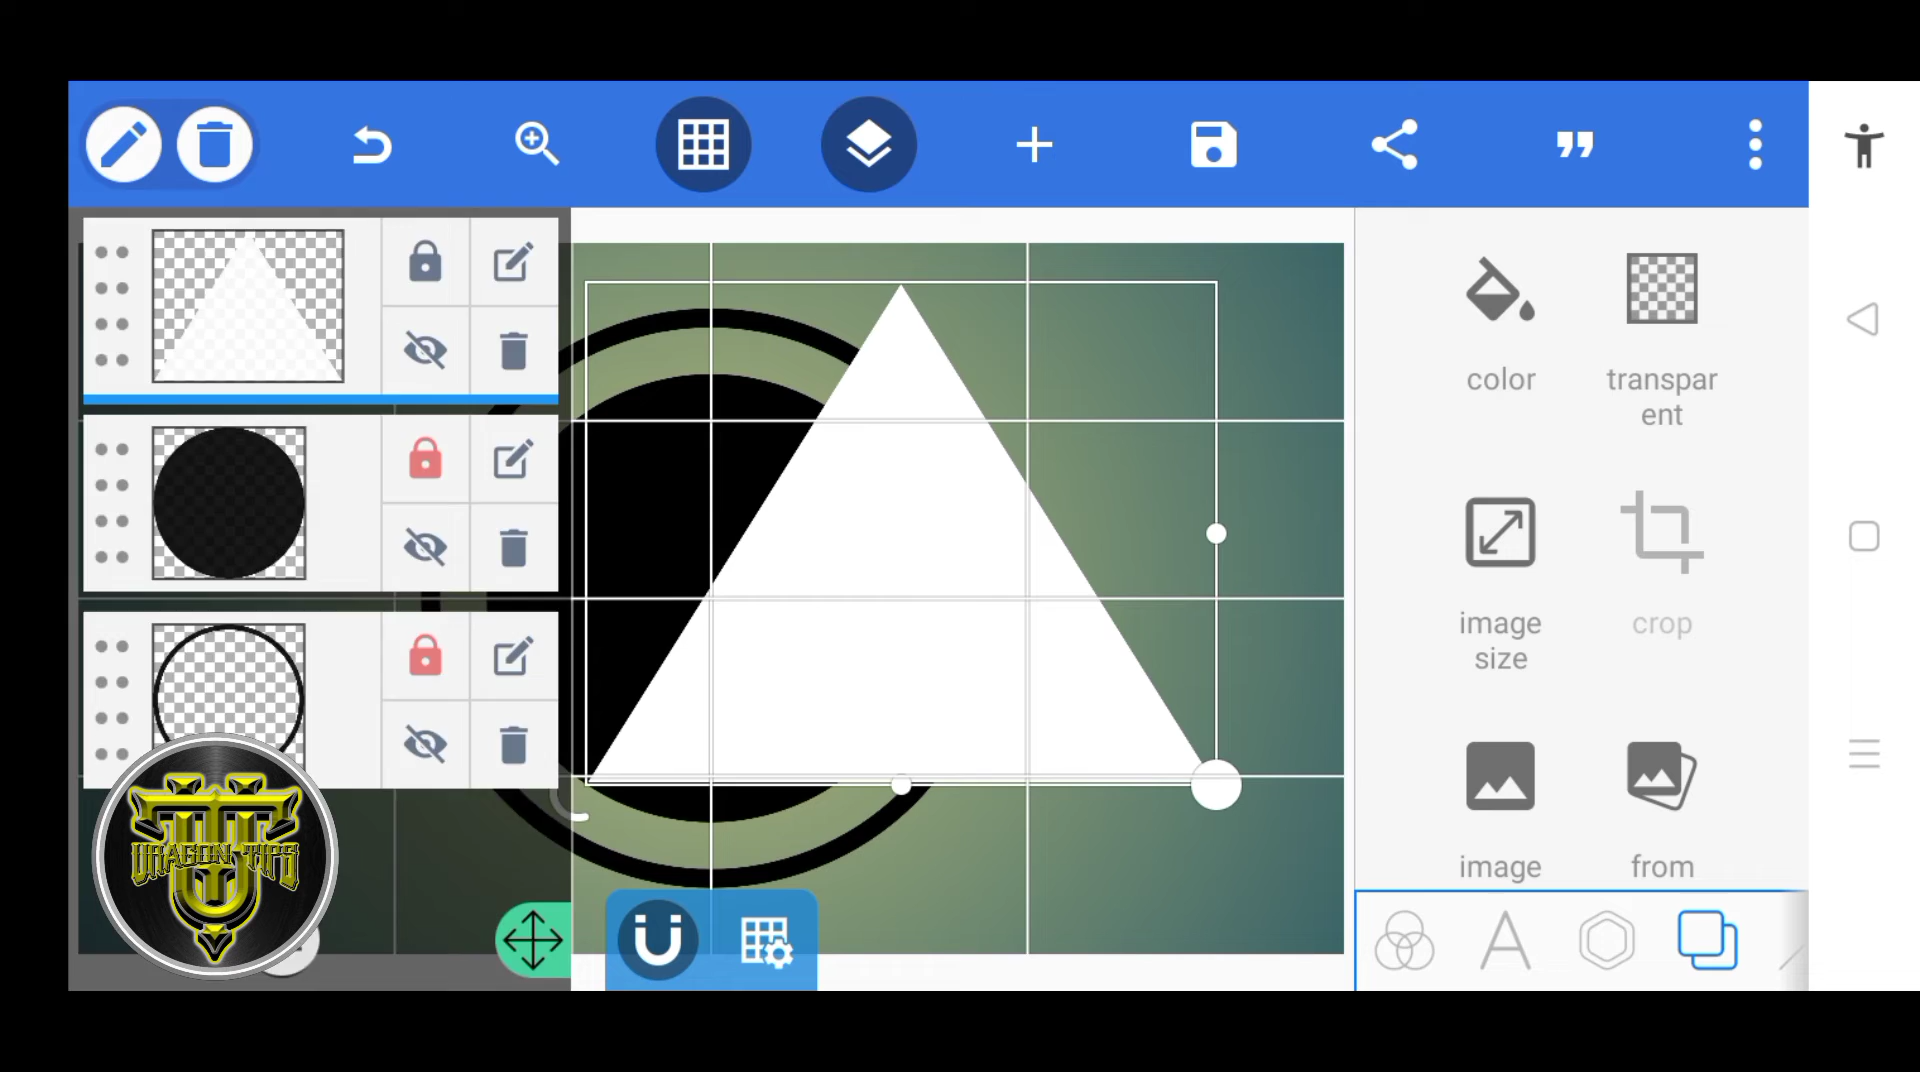 color
transpar
ent
image
size
crop
image
from
DRAGON TIPS